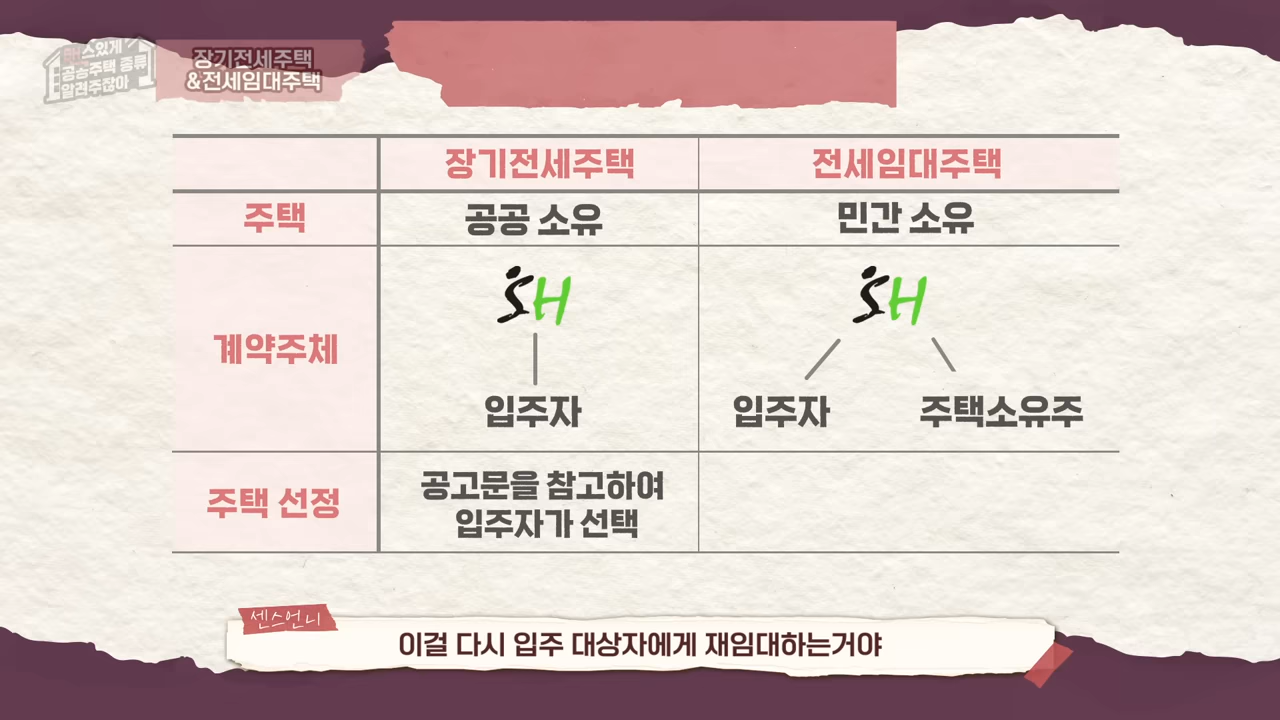 센스있게
공공주택 종류
알려주잖아
장기전세주택
&전세임대주택
장기전세주택 전세임대주택
주택 공공 소유 민간 소유
SH SH
계약주체
입주자 입주자 주택소유주
공고문을 참고하여
주택 선정
입주자가 선택
센스언니
이걸 다시 입주 대상자에게 재임대하는거야